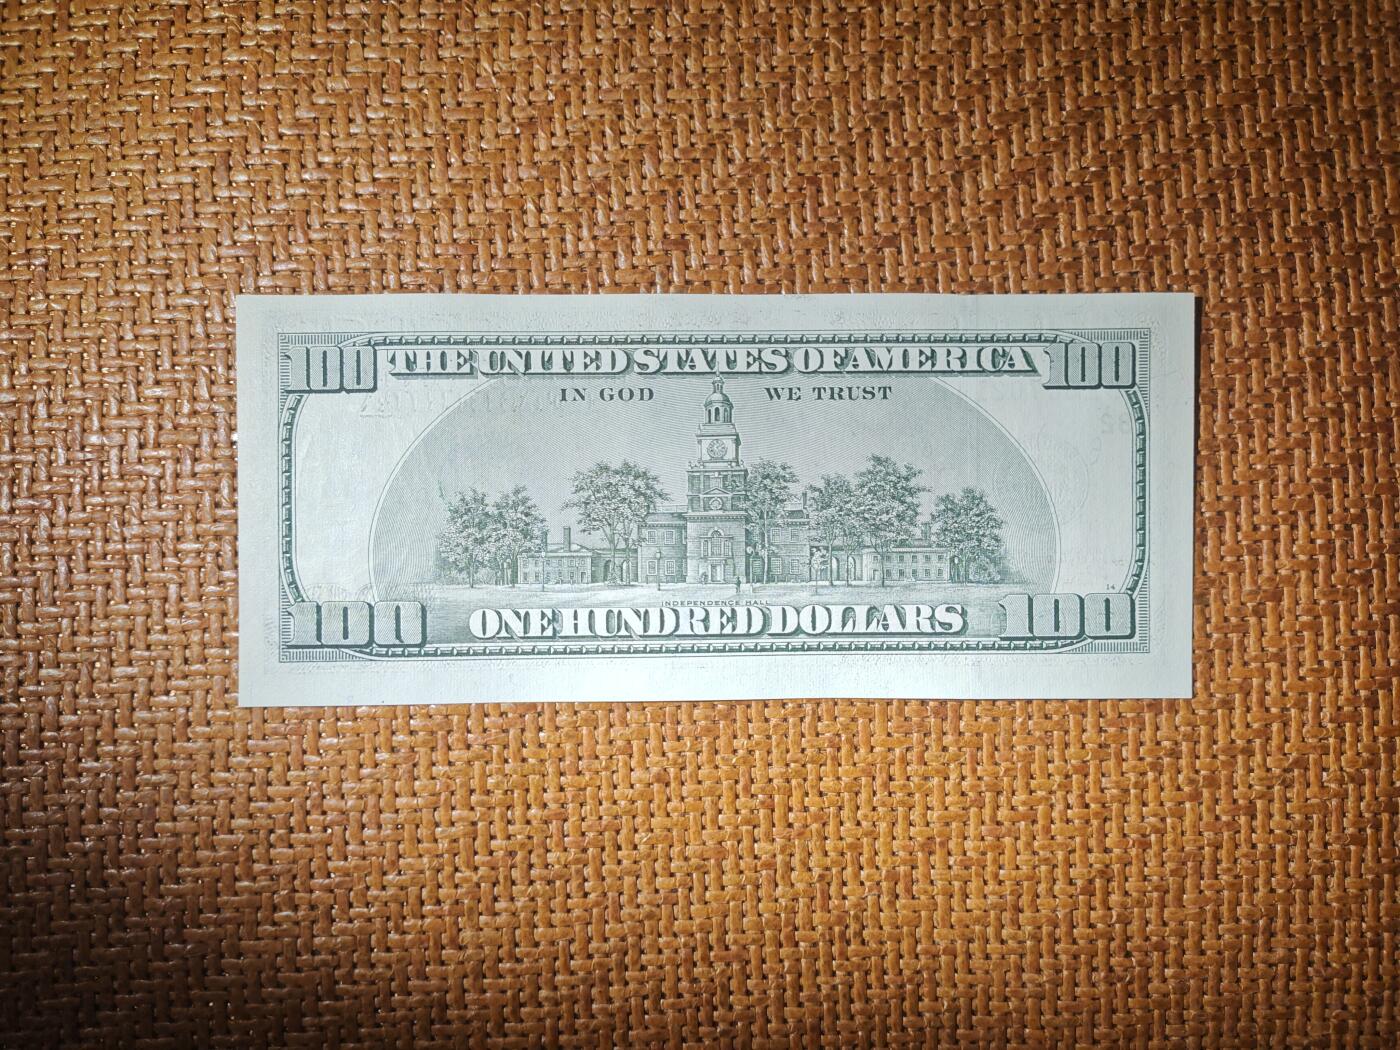 100 THE UNITED STATES OF AMERICA 100
IN GOD WE TRUST
14
INDEPENDENCE HALL
100 ONE HUNDRED DOLLARS 100